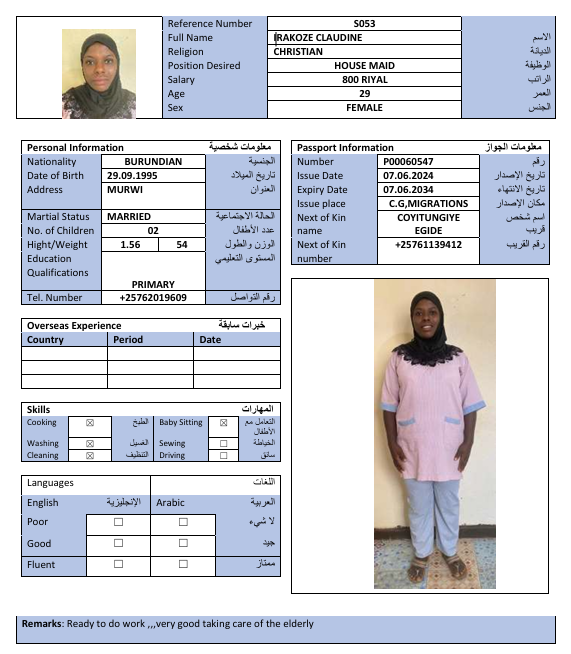 Reference Number S053
Full Name IRAKOZE CLAUDINE الاسم
Religion CHRISTIAN الديانة
Position Desired HOUSE MAID الوظيفة
Salary 800 RIYAL الراتب
Age 29 العمر
Sex FEMALE الجنس
Personal Information معلومات شخصية
Nationality BURUNDIAN الجنسية
Date of Birth 29.09.1995 تاريخ الميلاد
Address MURWI العنوان
Martial Status MARRIED الحالة الاجتماعية
No. of Children 02 عدد الأطفال
Hight/Weight 1.56 54 الوزن والطول
Education المستوى التعليمي
Qualifications
PRIMARY
Tel. Number +25762019609 رقم التواصل
Passport Information معلومات الجواز
Number P00060547 رقم
Issue Date 07.06.2024 تاريخ الإصدار
Expiry Date 07.06.2034 تاريخ الانتهاء
Issue place C.G,MIGRATIONS مكان الإصدار
Next of Kin COYITUNGIYE اسم شخص
name EGIDE قريب
Next of Kin +25761139412 رقم القريب
number
Overseas Experience خبرات سابقة
Country Period Date
Skills المهارات
Cooking ☒ الطبخ Baby Sitting ☒ التعامل مع
الأطفال
Washing ☒ الغسيل Sewing ☐ الخياطة
Cleaning ☒ التنظيف Driving ☐ سائق
Languages اللغات
English الإنجليزية Arabic العربية
Poor ☐ ☐ لا شيء
Good ☐ ☐ جيد
Fluent ☐ ☐ ممتاز
Remarks: Ready to do work ,,,very good taking care of the elderly